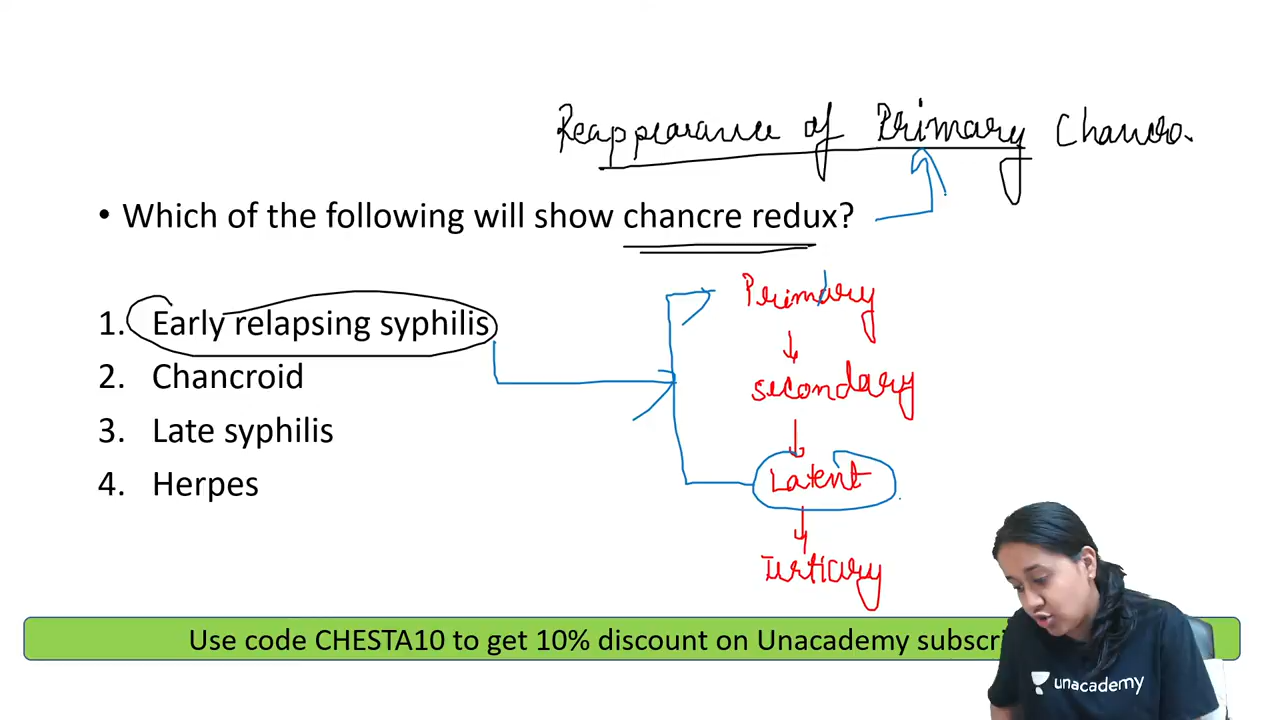 Reappearance of Primary Chancre.
• Which of the following will show chancre redux?
1. Early relapsing syphilis
2. Chancroid
3. Late syphilis
4. Herpes
Primary
secondary
Latent
Tertiary
Use code CHESTA10 to get 10% discount on Unacademy subscri
unacademy